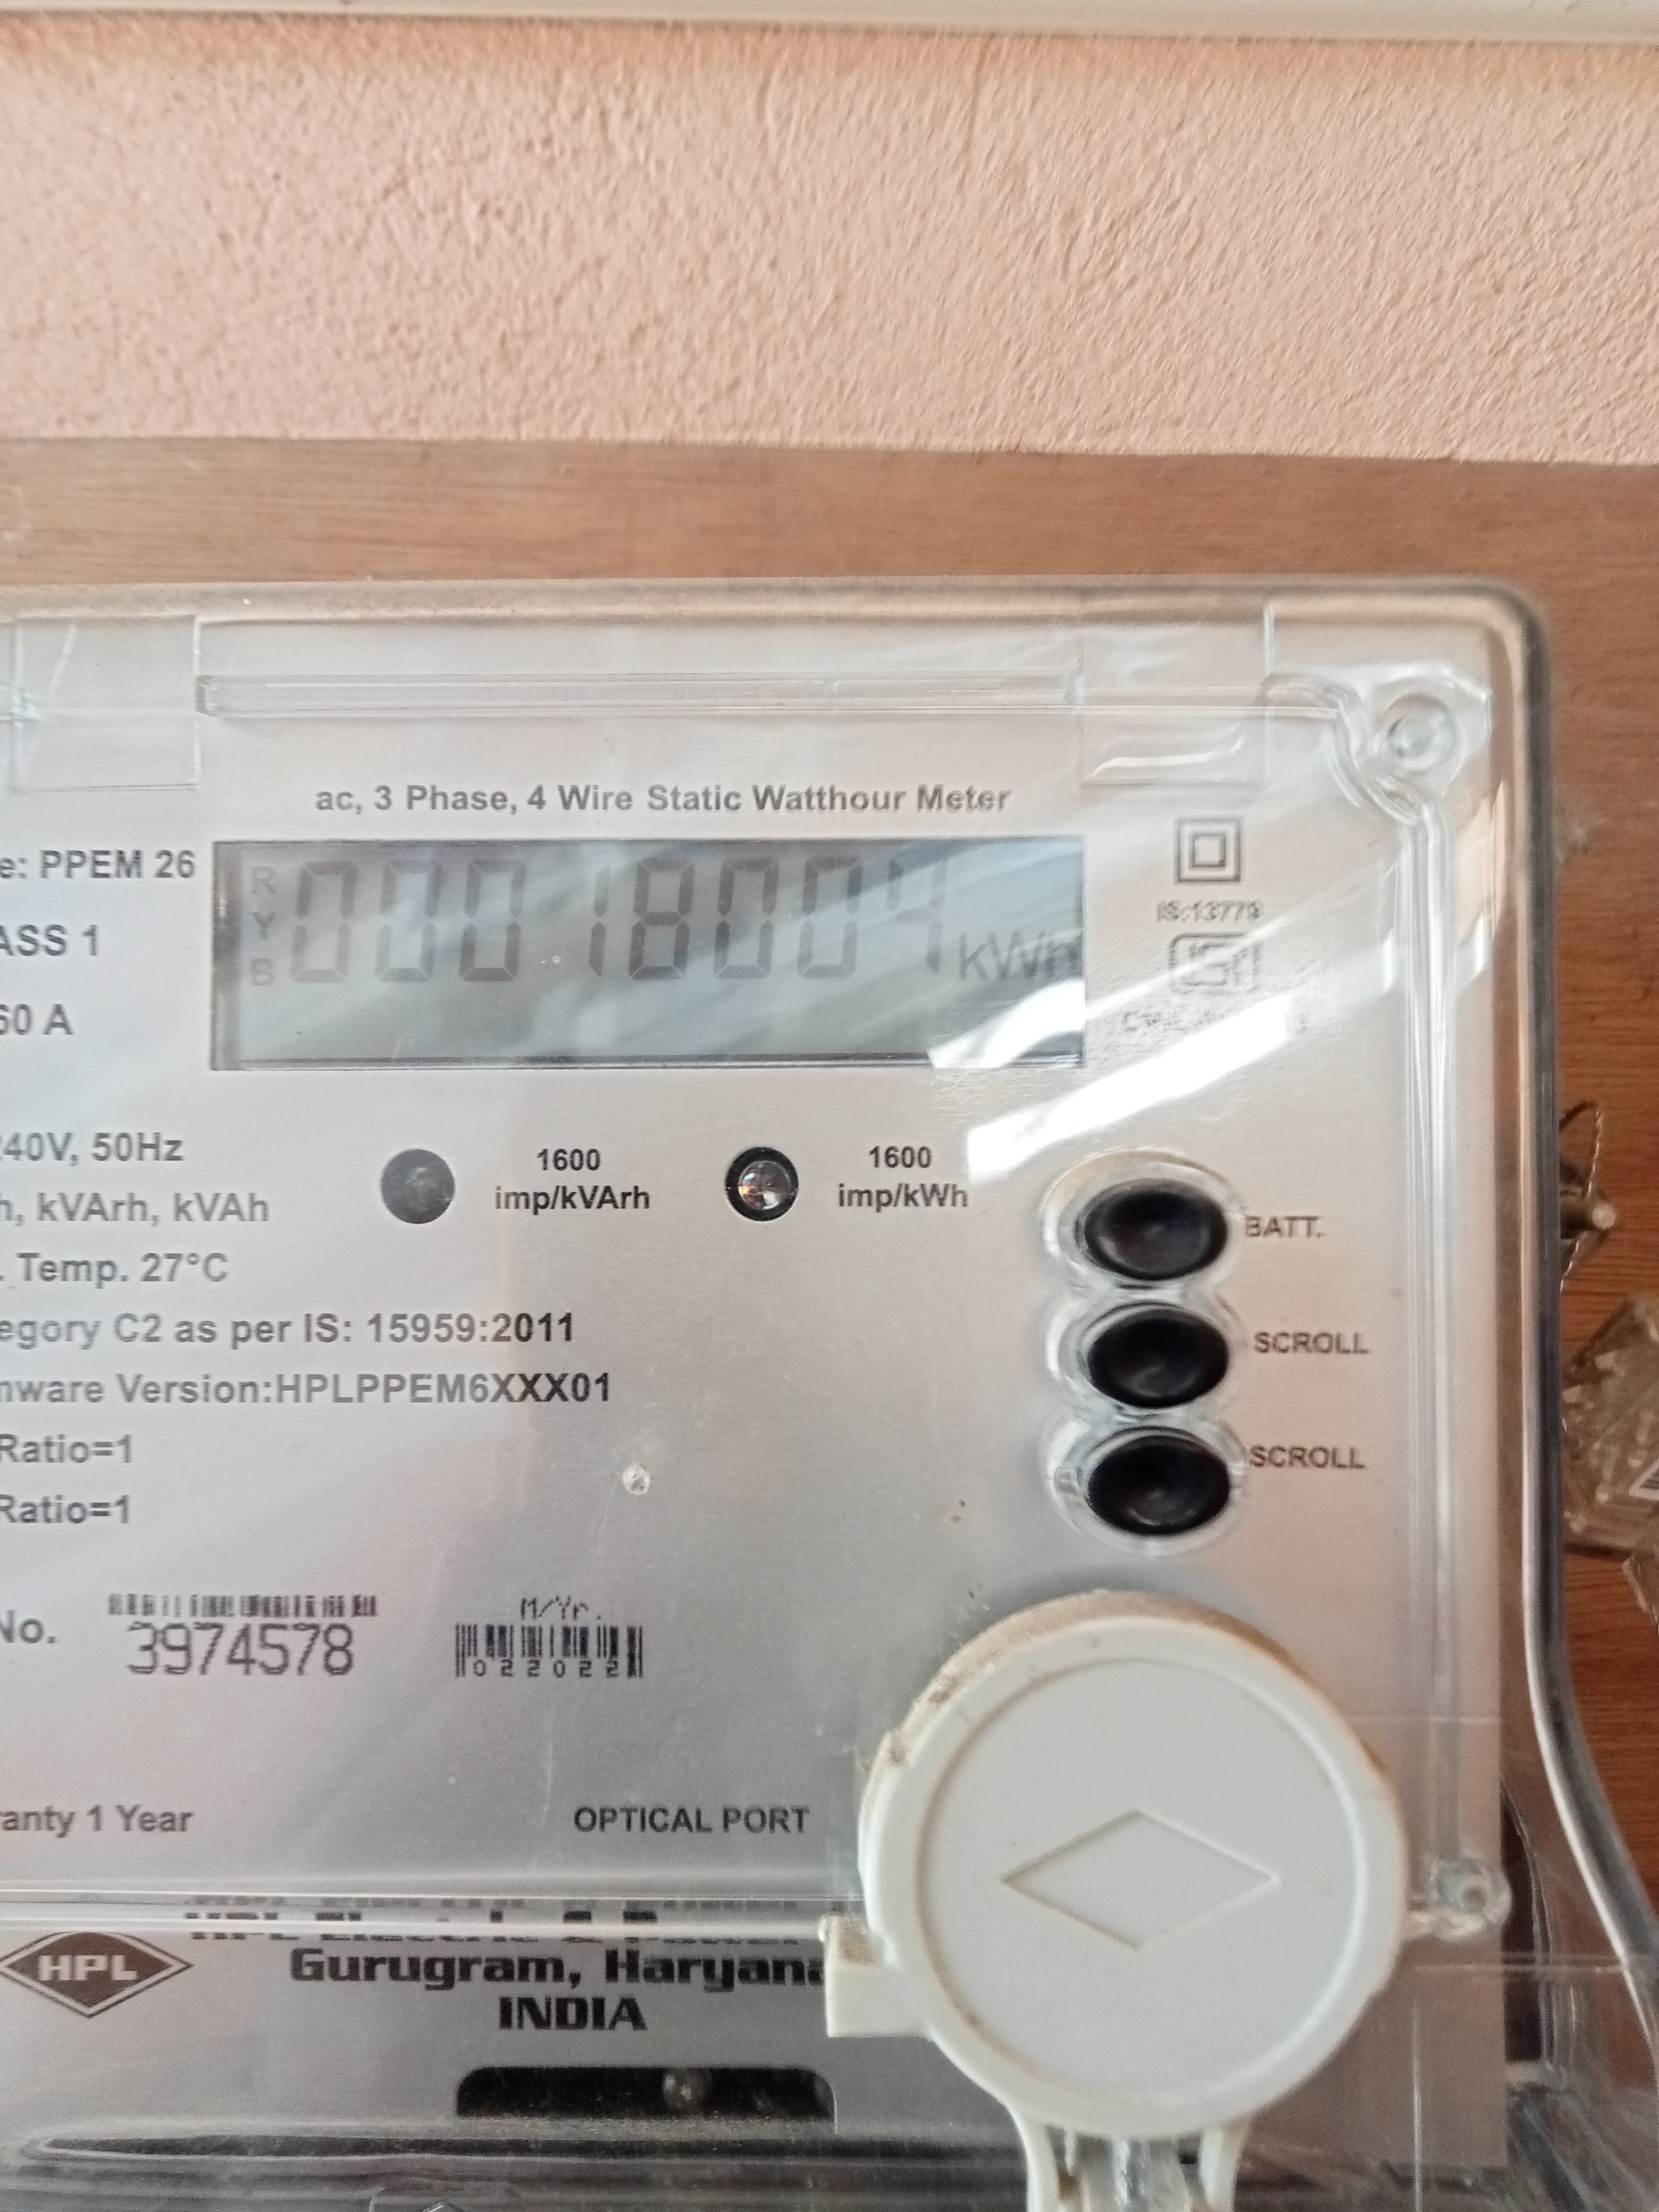 ac, 3 Phase, 4 Wire Static Watthour Meter
e: PPEM 26
R
Y
B
00018004 kWh
IS:13779
ASS 1
60 A
240V, 50Hz
h, kVArh, kVAh
1600
imp/kVArh
1600
imp/kWh
BATT.
. Temp. 27°C
egory C2 as per IS: 15959:2011
SCROLL
mware Version:HPLPPEM6XXX01
Ratio=1
SCROLL
Ratio=1
No.
3974578
M/Yr.
022022
ranty 1 Year
OPTICAL PORT
HPL
Gurugram, Haryana
INDIA